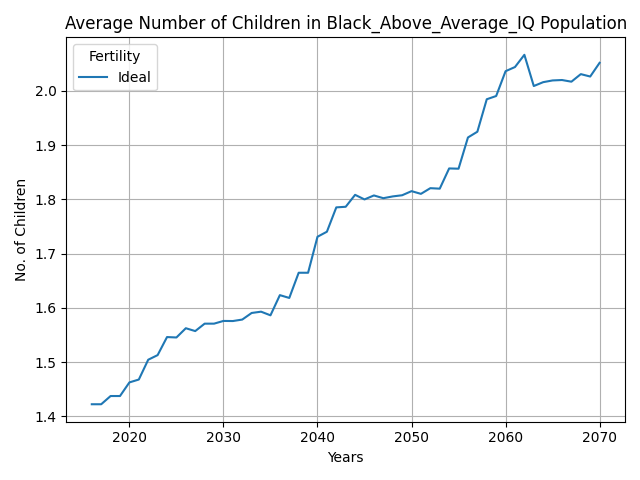 Average Number of Children in Black_Above_Average_IQ Population
Fertility
Ideal
No. of Children
2.0
1.9
1.8
1.7
1.6
1.5
1.4
2020 2030 2040 2050 2060 2070
Years